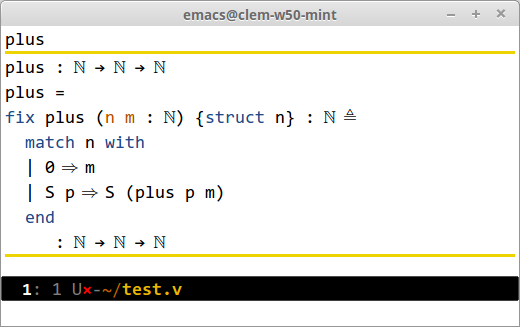 emacs@clem-w50-mint
plus
plus : ℕ → ℕ → ℕ
plus =
fix plus (n m : ℕ) {struct n} : ℕ ≜
match n with
| 0 ⇒ m
| S p ⇒ S (plus p m)
end
: ℕ → ℕ → ℕ
1: 1 U×-~/test.v